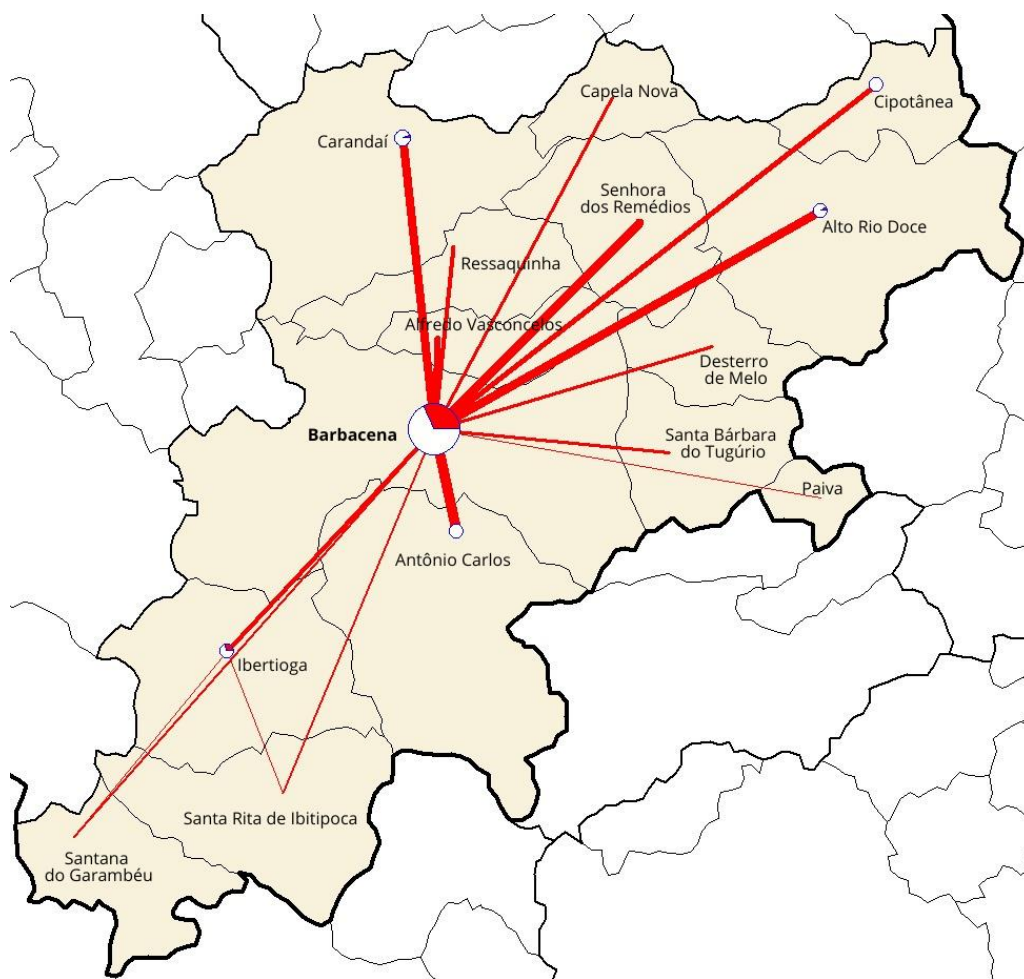 Capela Nova
Cipotânea
Carandaí
Senhora
dos Remédios
Alto Rio Doce
Ressaquinha
Alfredo Vasconcelos
Desterro
de Melo
Barbacena
Santa Bárbara
do Tugúrio
Paiva
Antônio Carlos
Ibertioga
Santa Rita de Ibitipoca
Santana
do Garambéu